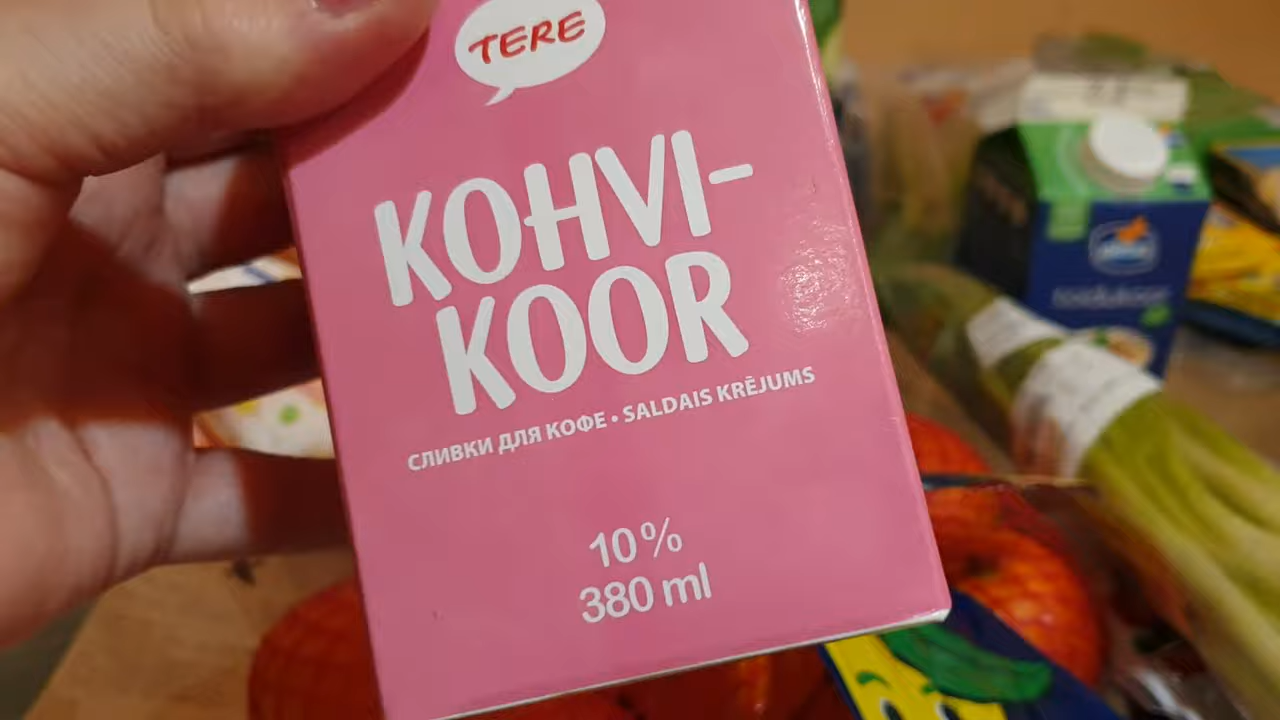 TERE
KOHVI-
KOOR
СЛИВКИ ДЛЯ КОФЕ • SALDAIS KRĒJUMS
10%
380 ml